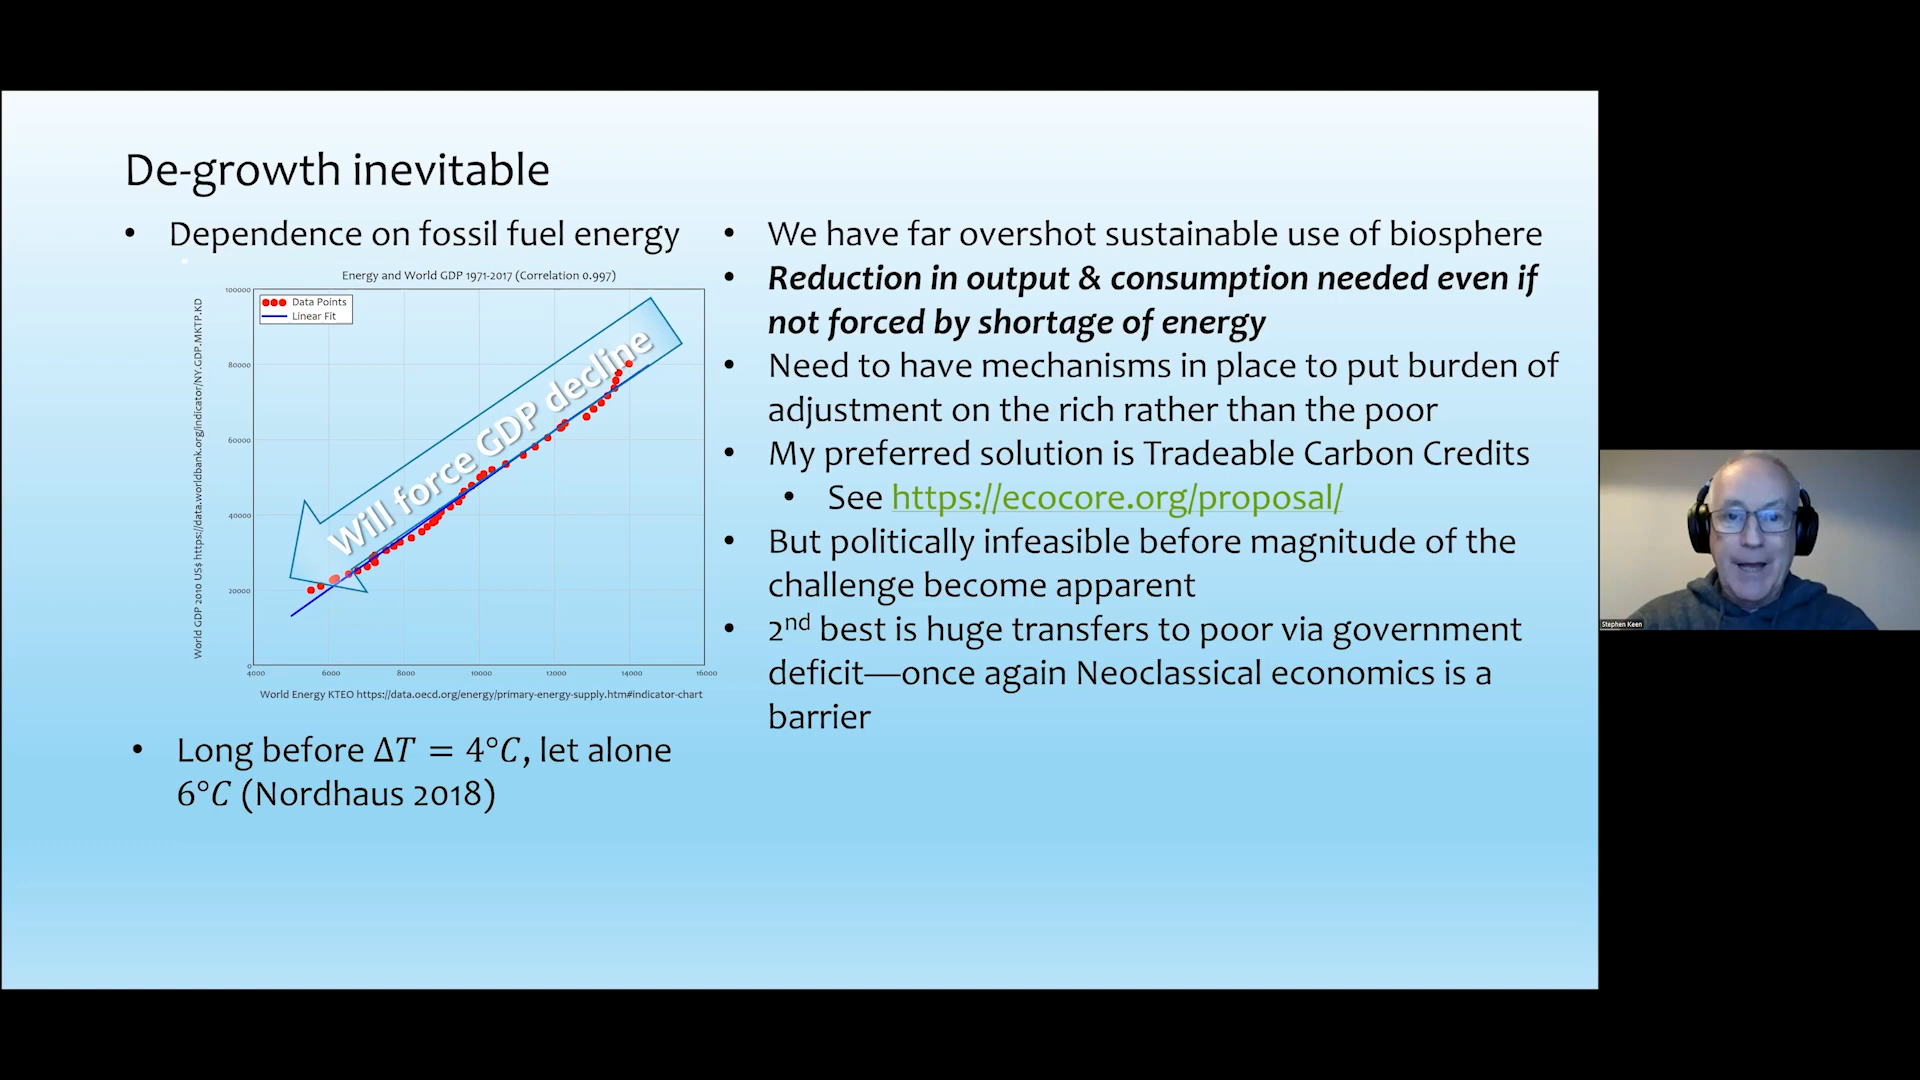 De-growth inevitable
• Dependence on fossil fuel energy
Energy and World GDP 1971-2017 (Correlation 0.997)
Data Points
Linear Fit
100000
80000
60000
40000
20000
0
4000 6000 8000 10000 12000 14000 16000
World GDP 2010 US$ https://data.worldbank.org/indicator/NY.GDP.MKTP.KD
Will force GDP decline
World Energy KTEO https://data.oecd.org/energy/primary-energy-supply.htm#indicator-chart
• Long before ΔT = 4°C, let alone
6°C (Nordhaus 2018)
• We have far overshot sustainable use of biosphere
• Reduction in output & consumption needed even if
not forced by shortage of energy
• Need to have mechanisms in place to put burden of
adjustment on the rich rather than the poor
• My preferred solution is Tradeable Carbon Credits
• See https://ecocore.org/proposal/
• But politically infeasible before magnitude of the
challenge become apparent
• 2nd best is huge transfers to poor via government
deficit—once again Neoclassical economics is a
barrier
Stephen Keen